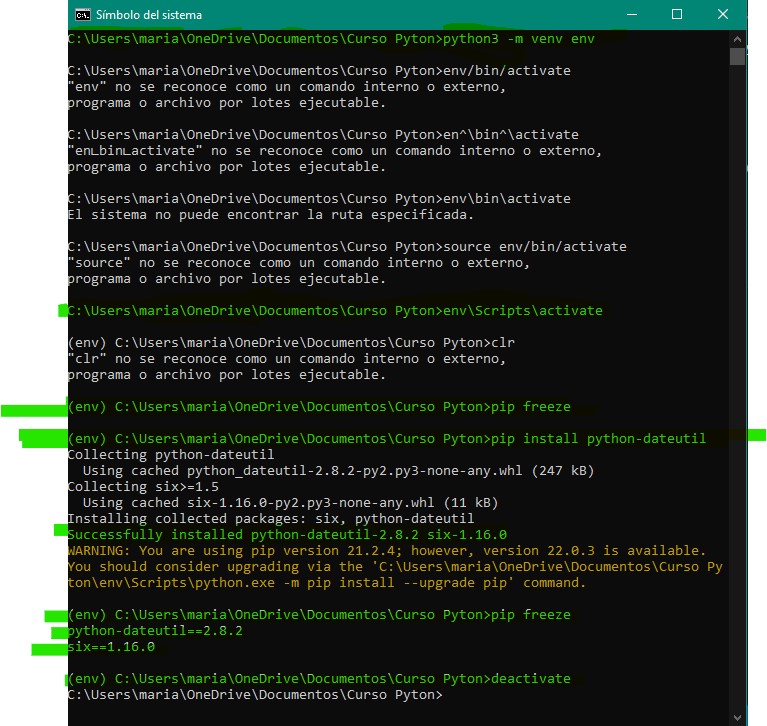 Símbolo del sistema
C:\Users\maria\OneDrive\Documentos\Curso Pyton>python3 -m venv env
C:\Users\maria\OneDrive\Documentos\Curso Pyton>env/bin/activate
"env" no se reconoce como un comando interno o externo,
programa o archivo por lotes ejecutable.
C:\Users\maria\OneDrive\Documentos\Curso Pyton>en^\bin^\activate
"en∟bin∟activate" no se reconoce como un comando interno o externo,
programa o archivo por lotes ejecutable.
C:\Users\maria\OneDrive\Documentos\Curso Pyton>env\bin\activate
El sistema no puede encontrar la ruta especificada.
C:\Users\maria\OneDrive\Documentos\Curso Pyton>source env/bin/activate
"source" no se reconoce como un comando interno o externo,
programa o archivo por lotes ejecutable.
C:\Users\maria\OneDrive\Documentos\Curso Pyton>env\Scripts\activate
(env) C:\Users\maria\OneDrive\Documentos\Curso Pyton>clr
"clr" no se reconoce como un comando interno o externo,
programa o archivo por lotes ejecutable.
(env) C:\Users\maria\OneDrive\Documentos\Curso Pyton>pip freeze
(env) C:\Users\maria\OneDrive\Documentos\Curso Pyton>pip install python-dateutil
Collecting python-dateutil
  Using cached python_dateutil-2.8.2-py2.py3-none-any.whl (247 kB)
Collecting six>=1.5
  Using cached six-1.16.0-py2.py3-none-any.whl (11 kB)
Installing collected packages: six, python-dateutil
Successfully installed python-dateutil-2.8.2 six-1.16.0
WARNING: You are using pip version 21.2.4; however, version 22.0.3 is available.
You should consider upgrading via the 'C:\Users\maria\OneDrive\Documentos\Curso Py
ton\env\Scripts\python.exe -m pip install --upgrade pip' command.
(env) C:\Users\maria\OneDrive\Documentos\Curso Pyton>pip freeze
python-dateutil==2.8.2
six==1.16.0
(env) C:\Users\maria\OneDrive\Documentos\Curso Pyton>deactivate
C:\Users\maria\OneDrive\Documentos\Curso Pyton>